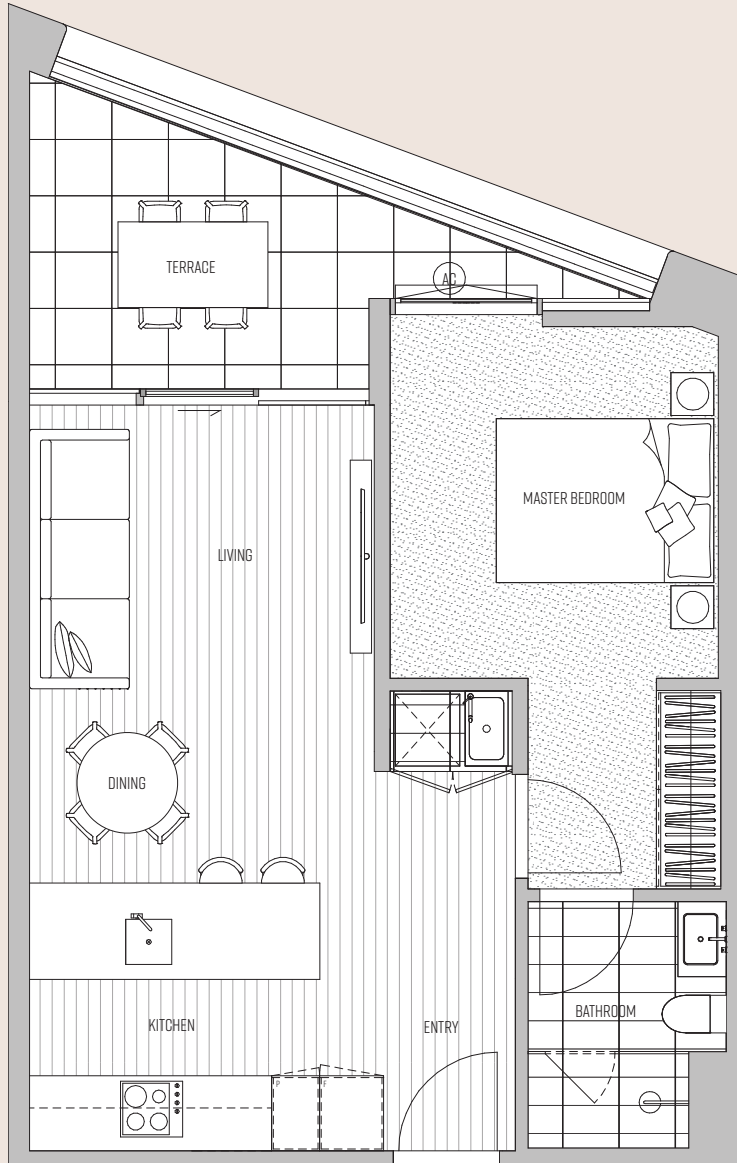 TERRACE
AC
MASTER BEDROOM
LIVING
DINING
KITCHEN
ENTRY
BATHROOM
P
F